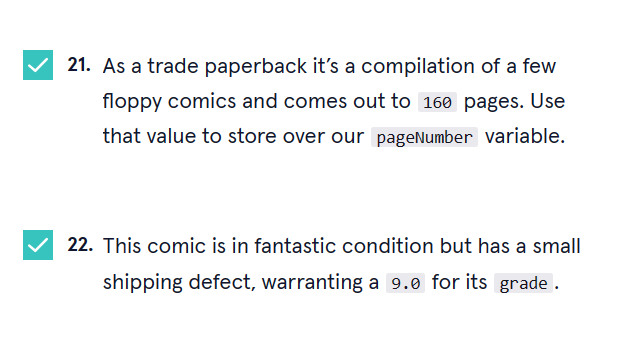 21. As a trade paperback it’s a compilation of a few
floppy comics and comes out to 160 pages. Use
that value to store over our pageNumber variable.
22. This comic is in fantastic condition but has a small
shipping defect, warranting a 9.0 for its grade.